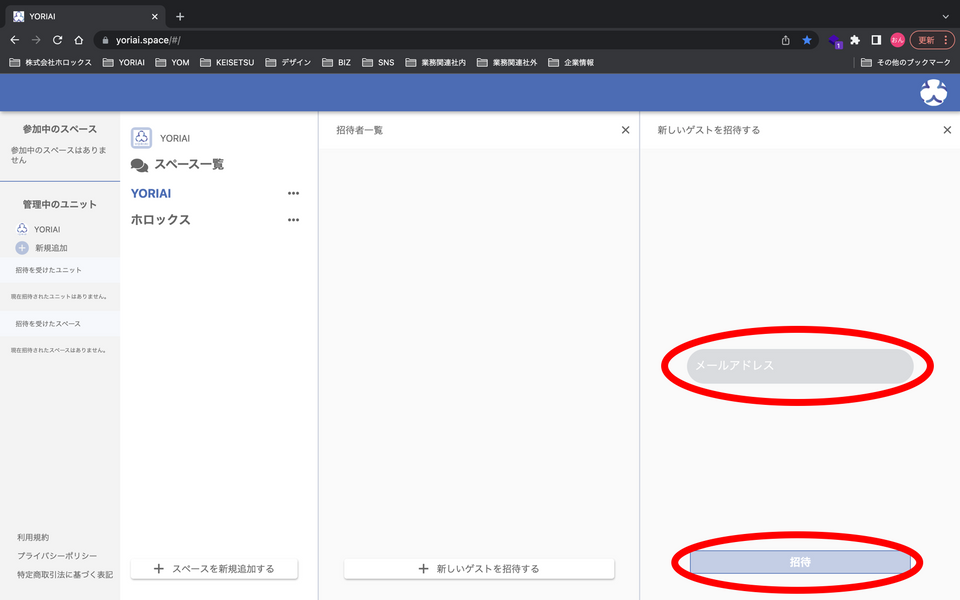 YORIAI
yoriai.space/#/
1
おん
更新
株式会社ホロックス
YORIAI
YOM
KEISETSU
デザイン
BIZ
SNS
業務関連社内
業務関連社外
企業情報
その他のブックマーク
参加中のスペース
参加中のスペースはありま
せん
管理中のユニット
YORIAI
新規追加
招待を受けたユニット
現在招待されたユニットはありません。
招待を受けたスペース
現在招待されたスペースはありません。
利用規約
プライバシーポリシー
特定商取引法に基づく表記
YORIAI
スペース一覧
YORIAI
ホロックス
スペースを新規追加する
招待者一覧
新しいゲストを招待する
新しいゲストを招待する
メールアドレス
招待